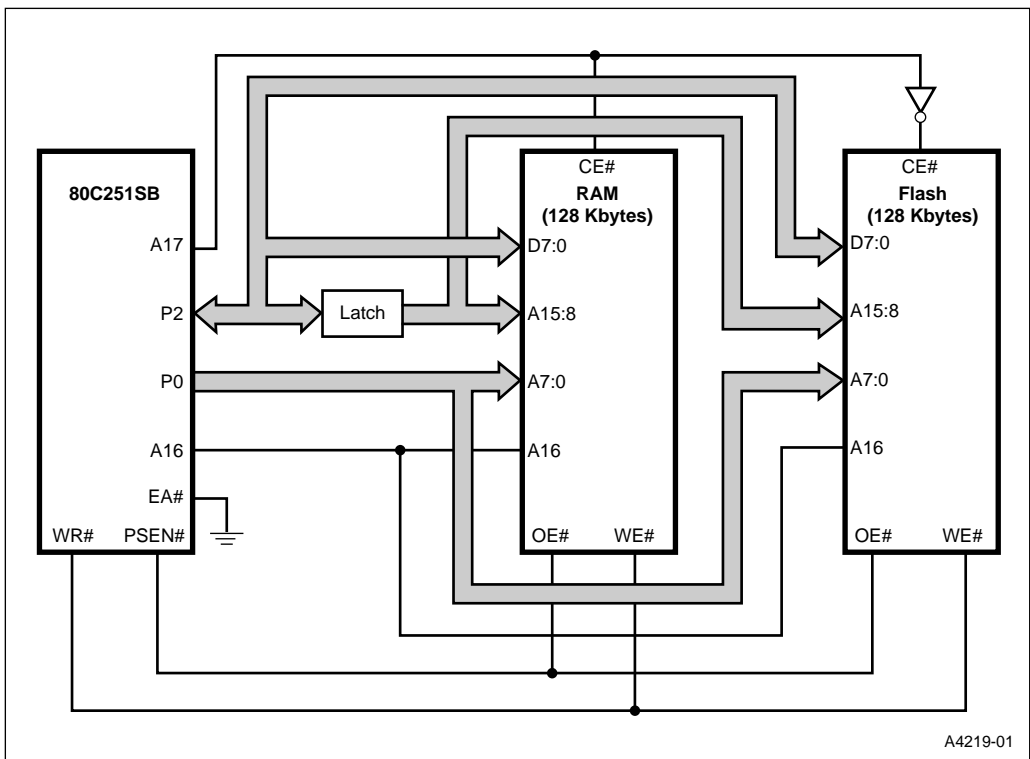 80C251SB
A17
P2
P0
A16
EA#
WR# PSEN#
Latch
CE#
RAM
(128 Kbytes)
D7:0
A15:8
A7:0
A16
OE# WE#
CE#
Flash
(128 Kbytes)
D7:0
A15:8
A7:0
A16
OE# WE#
A4219-01